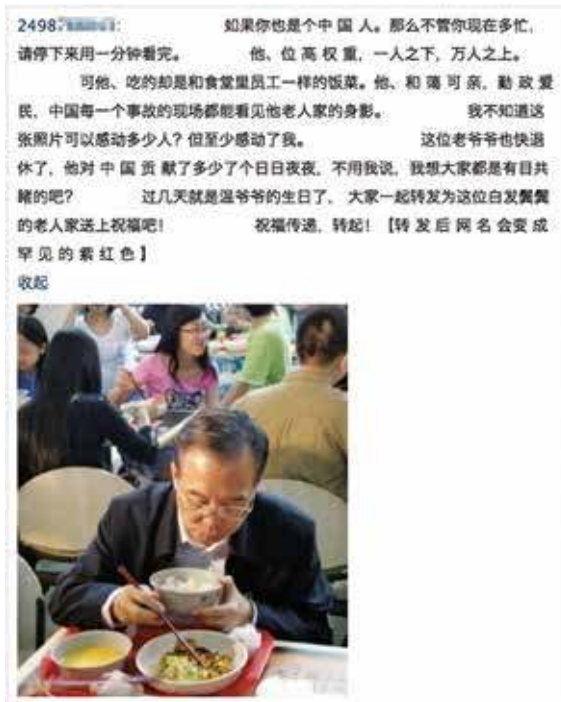 2498 : 如果你也是个中 国 人。那么不管你现在多忙，
请停下来用一分钟看完。 他、位 高 权 重，一人之下，万人之上。
可他、吃的却是和食堂里员工一样的饭菜。他、和 蔼 可 亲，勤 政 爱
民，中国每一个事故的现场都能看见他老人家的身影。 我不知道这
张照片可以感动多少人？但至少感动了我。 这位老爷爷也快退
休了，他对 中 国 贡 献了多少了个日日夜夜，不用我说，我想大家都是有目共
睹的吧？ 过几天就是温爷爷的生日了， 大家一起转发为这位白发鬓鬓
的老人家送上祝福吧！ 祝福传递，转起！【转 发 后 网 名 会变 成
罕 见 的 紫 红 色 】
收起